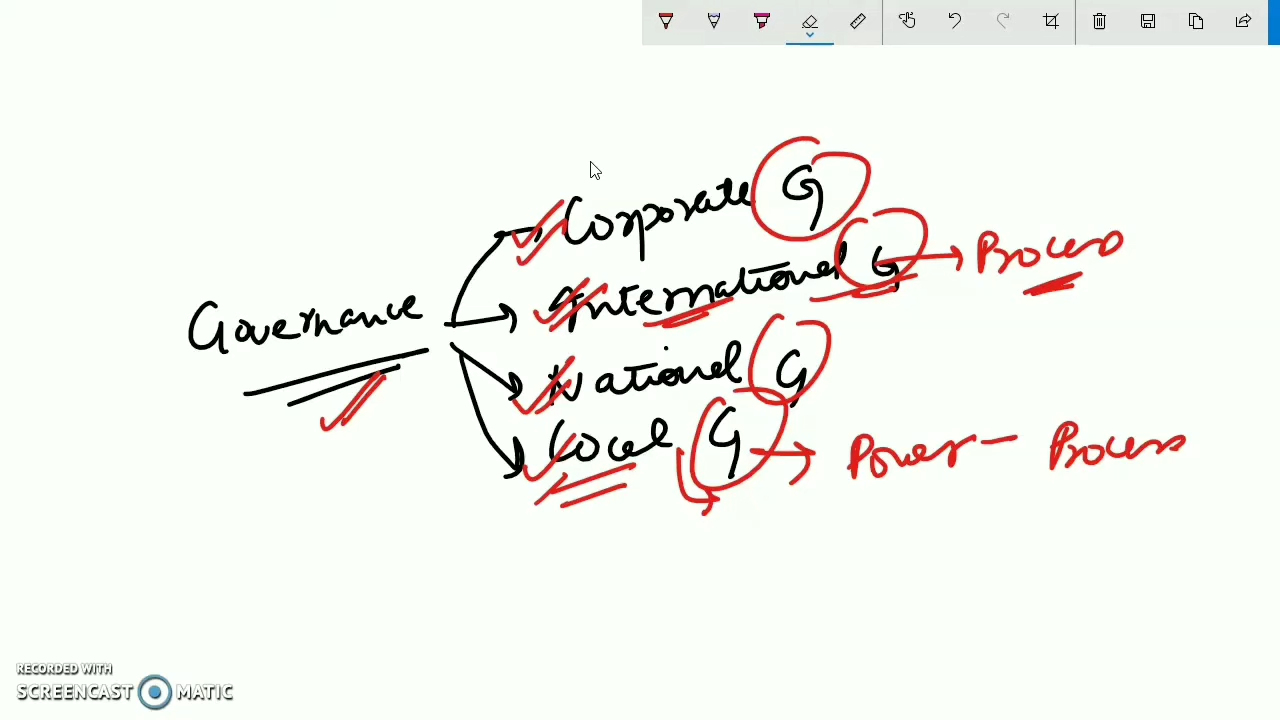 Corporate G
International G → Process
Governance
National G
Local G → Power - Process
RECORDED WITH
SCREENCAST MATIC